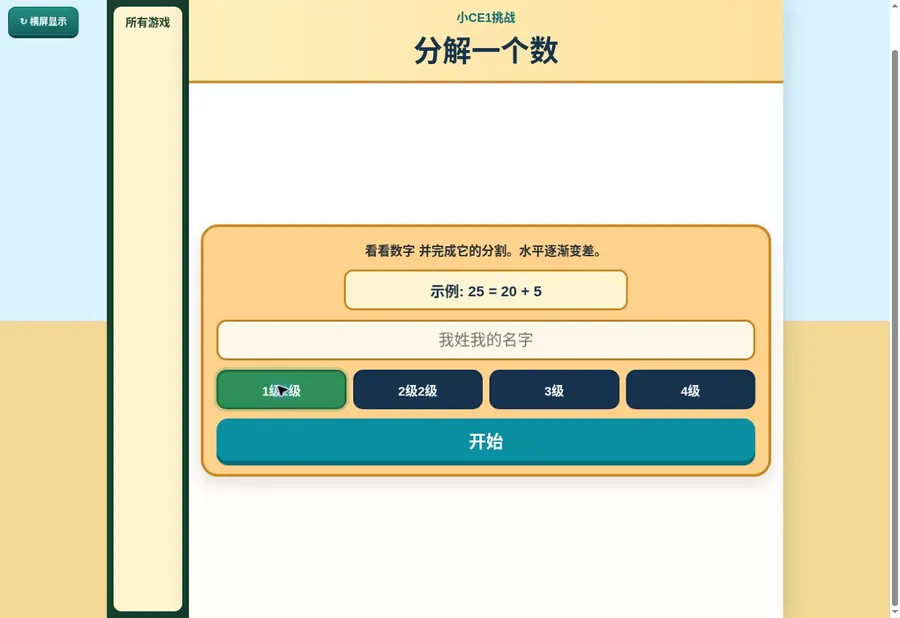 ↻ 横屏显示
所有游戏
小CE1挑战
分解一个数
看看数字 并完成它的分割。水平逐渐变差。
示例: 25 = 20 + 5
我姓我的名字
1级 级
2级2级
3级
4级
开始